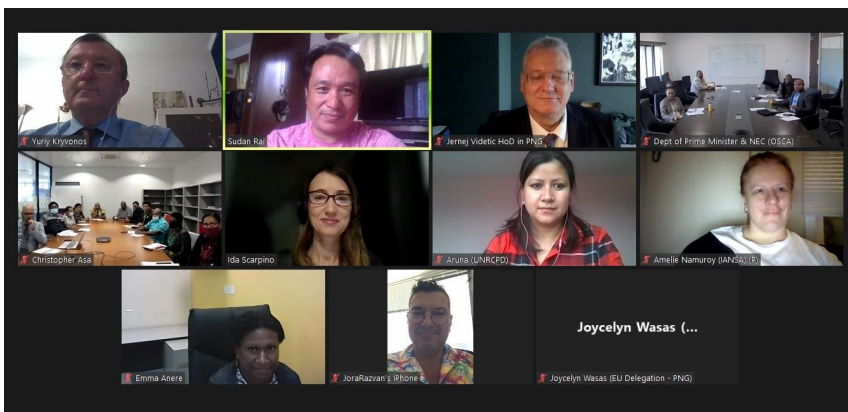 Yuriy Kryvonos
Sudan Rai
Jernej Videtic HoD in PNG
Dept of Prime Minister & NEC (OSCA)
Christopher Asa
Ida Scarpino
Aruna (UNRCPD)
Amelie Namuroy (IANSA) (P)
Emma Anere
JoraRazvan's iPhone
Joycelyn Wasas (...
Joycelyn Wasas (EU Delegation - PNG)